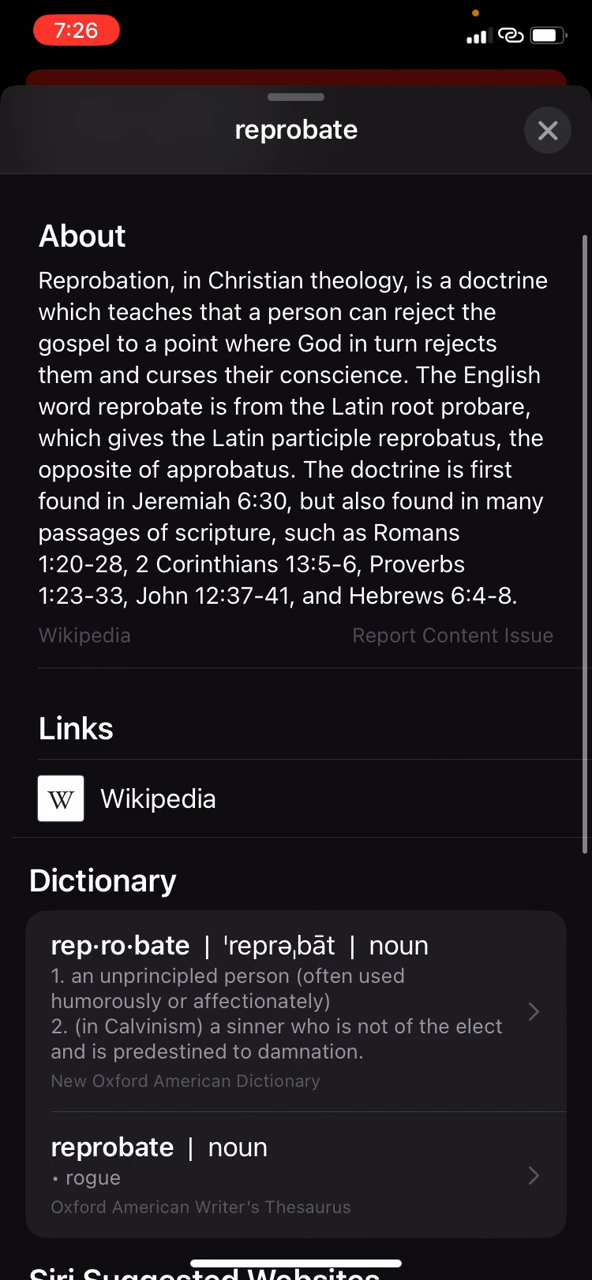 7:26
reprobate
About
Reprobation, in Christian theology, is a doctrine
which teaches that a person can reject the
gospel to a point where God in turn rejects
them and curses their conscience. The English
word reprobate is from the Latin root probare,
which gives the Latin participle reprobatus, the
opposite of approbatus. The doctrine is first
found in Jeremiah 6:30, but also found in many
passages of scripture, such as Romans
1:20-28, 2 Corinthians 13:5-6, Proverbs
1:23-33, John 12:37-41, and Hebrews 6:4-8.
Wikipedia Report Content Issue
Links
W Wikipedia
Dictionary
rep·ro·bate | ˈreprəˌbāt | noun
1. an unprincipled person (often used
humorously or affectionately)
2. (in Calvinism) a sinner who is not of the elect
and is predestined to damnation.
New Oxford American Dictionary
reprobate | noun
• rogue
Oxford American Writer's Thesaurus
Siri Suggested Websites